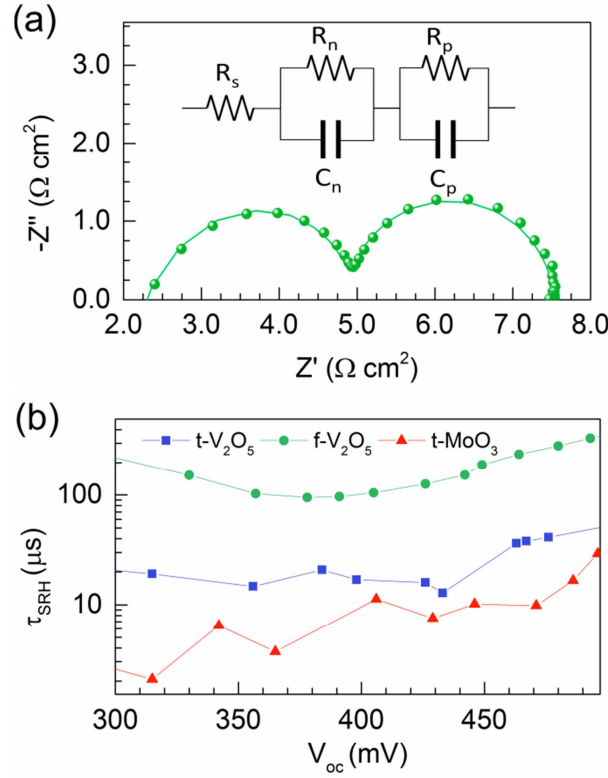 (a)
3.0
2.0
1.0
0.0
-Z" (Ω cm²)
Rₛ
Rₙ
Cₙ
Rₚ
Cₚ
2.0 3.0 4.0 5.0 6.0 7.0 8.0
Z' (Ω cm²)
(b)
t-V₂O₅ f-V₂O₅ t-MoO₃
100
10
τSRH (μs)
300 350 400 450
Vₒc (mV)